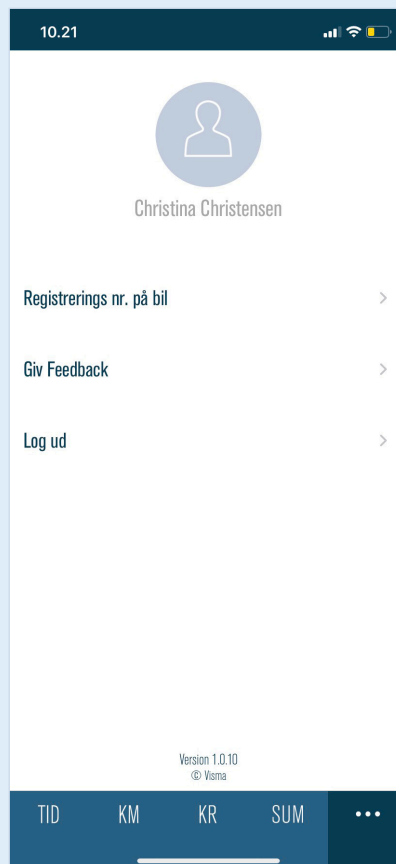 10.21
Christina Christensen
Registrerings nr. på bil
Giv Feedback
Log ud
Version 1.0.10
© Visma
TID KM KR SUM